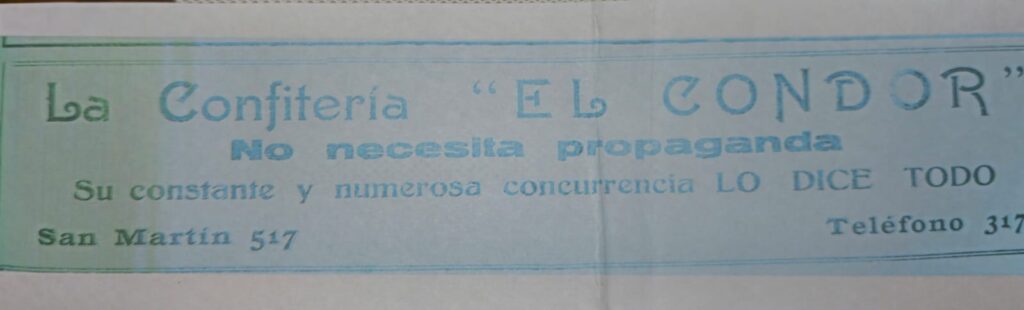 La Confitería “EL CONDOR”
No necesita propaganda
Su constante y numerosa concurrencia LO DICE TODO
San Martín 517
Teléfono 317